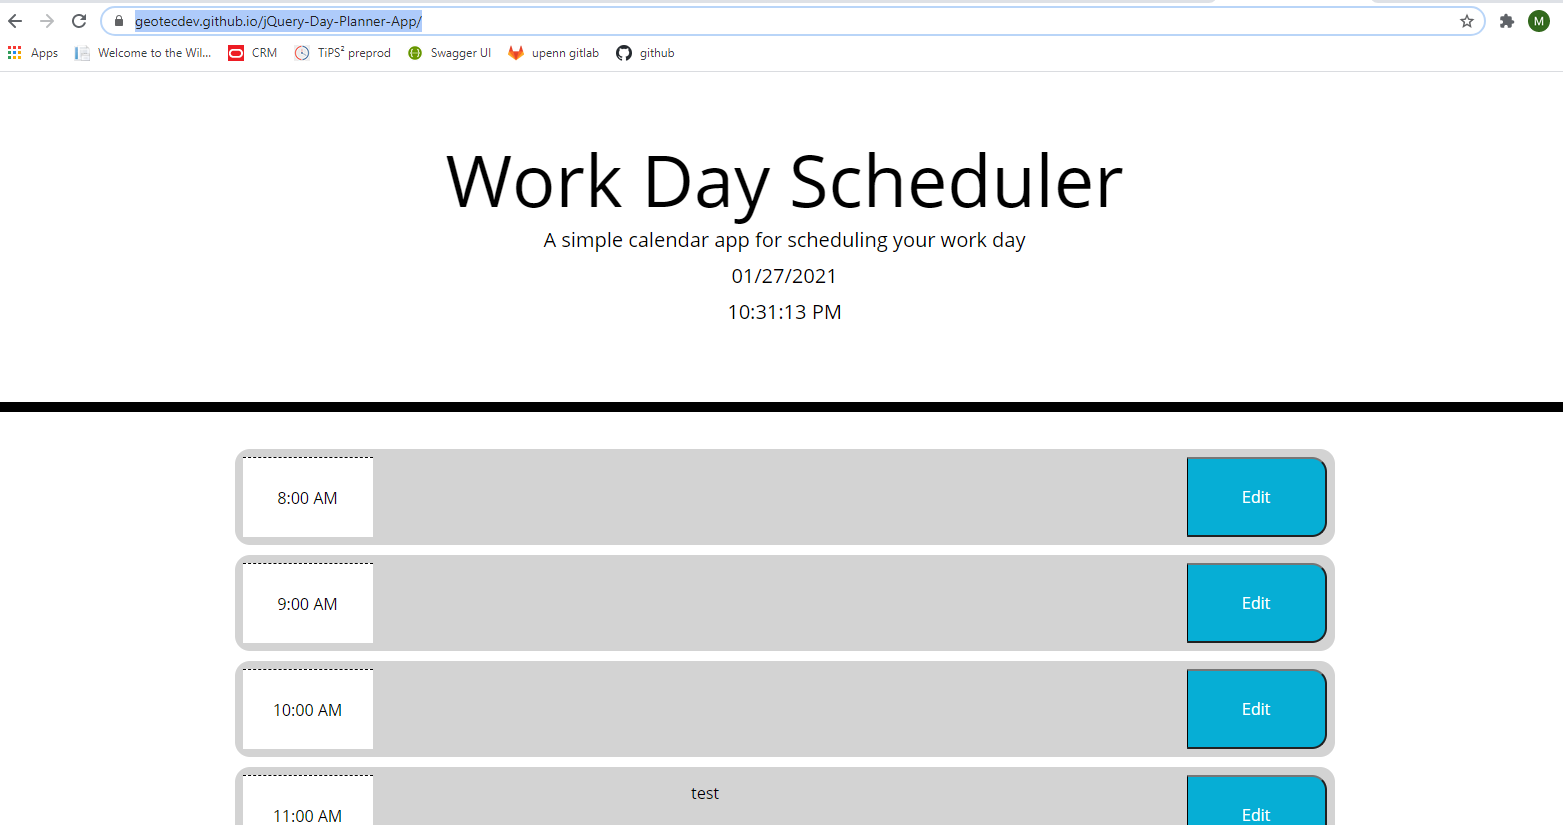 geotecdev.github.io/jQuery-Day-Planner-App/
M
Apps Welcome to the Wil... CRM TiPS² preprod Swagger UI upenn gitlab github
Work Day Scheduler
A simple calendar app for scheduling your work day
01/27/2021
10:31:13 PM
8:00 AM Edit
9:00 AM Edit
10:00 AM Edit
test
11:00 AM Edit